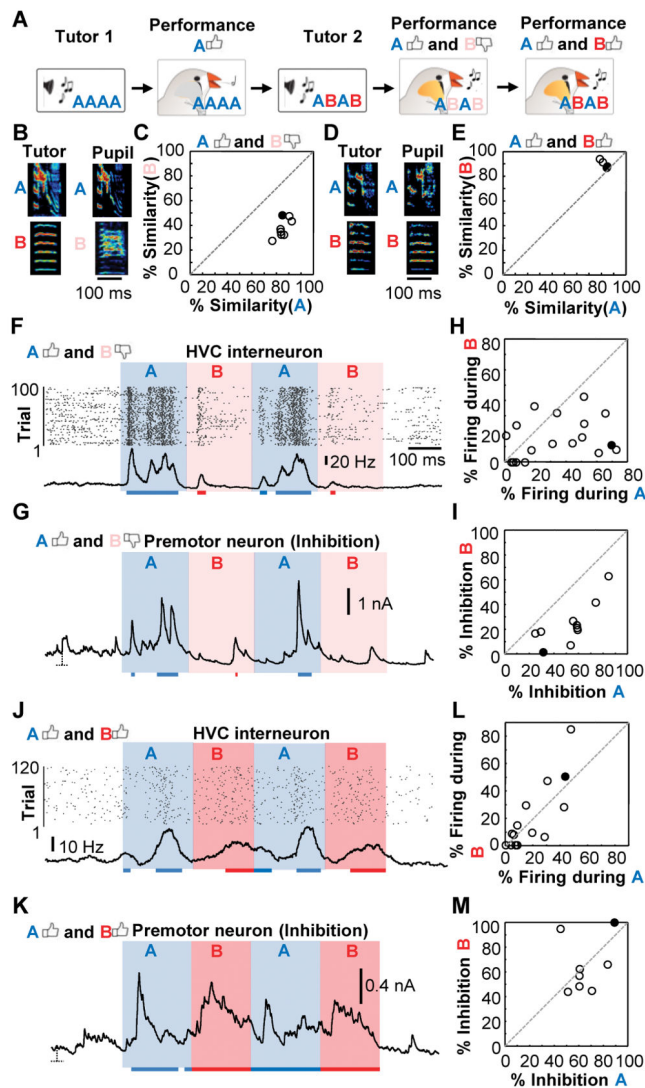 A
Tutor 1
Performance
A
Tutor 2
Performance
A and B
Performance
A and B
AAAA
AAAA
ABAB
ABAB
ABAB
B
Tutor Pupil
A A
B B
100 ms
C
A and B
% Similarity(B)
100
80
60
40
20
0
20 40 60 80 100
% Similarity(A)
D
Tutor Pupil
A A
B B
100 ms
E
A and B
% Similarity(B)
100
80
60
40
20
0
20 40 60 80 100
% Similarity(A)
F
A and B
HVC interneuron
A B A B
Trial
100
1
20 Hz
100 ms
H
% Firing during B
80
60
40
20
0
0 20 40 60 80
% Firing during A
G
A and B Premotor neuron (Inhibition)
A B A B
1 nA
I
% Inhibition B
100
80
60
40
20
0
0 20 40 60 80 100
% Inhibition A
J
A and B
HVC interneuron
A B A B
Trial
120
1
10 Hz
L
% Firing during B
80
60
40
20
0
0 20 40 60 80
% Firing during A
K
A and B Premotor neuron (Inhibition)
A B A B
0.4 nA
M
% Inhibition B
100
80
60
40
20
0
0 20 40 60 80 100
% Inhibition A